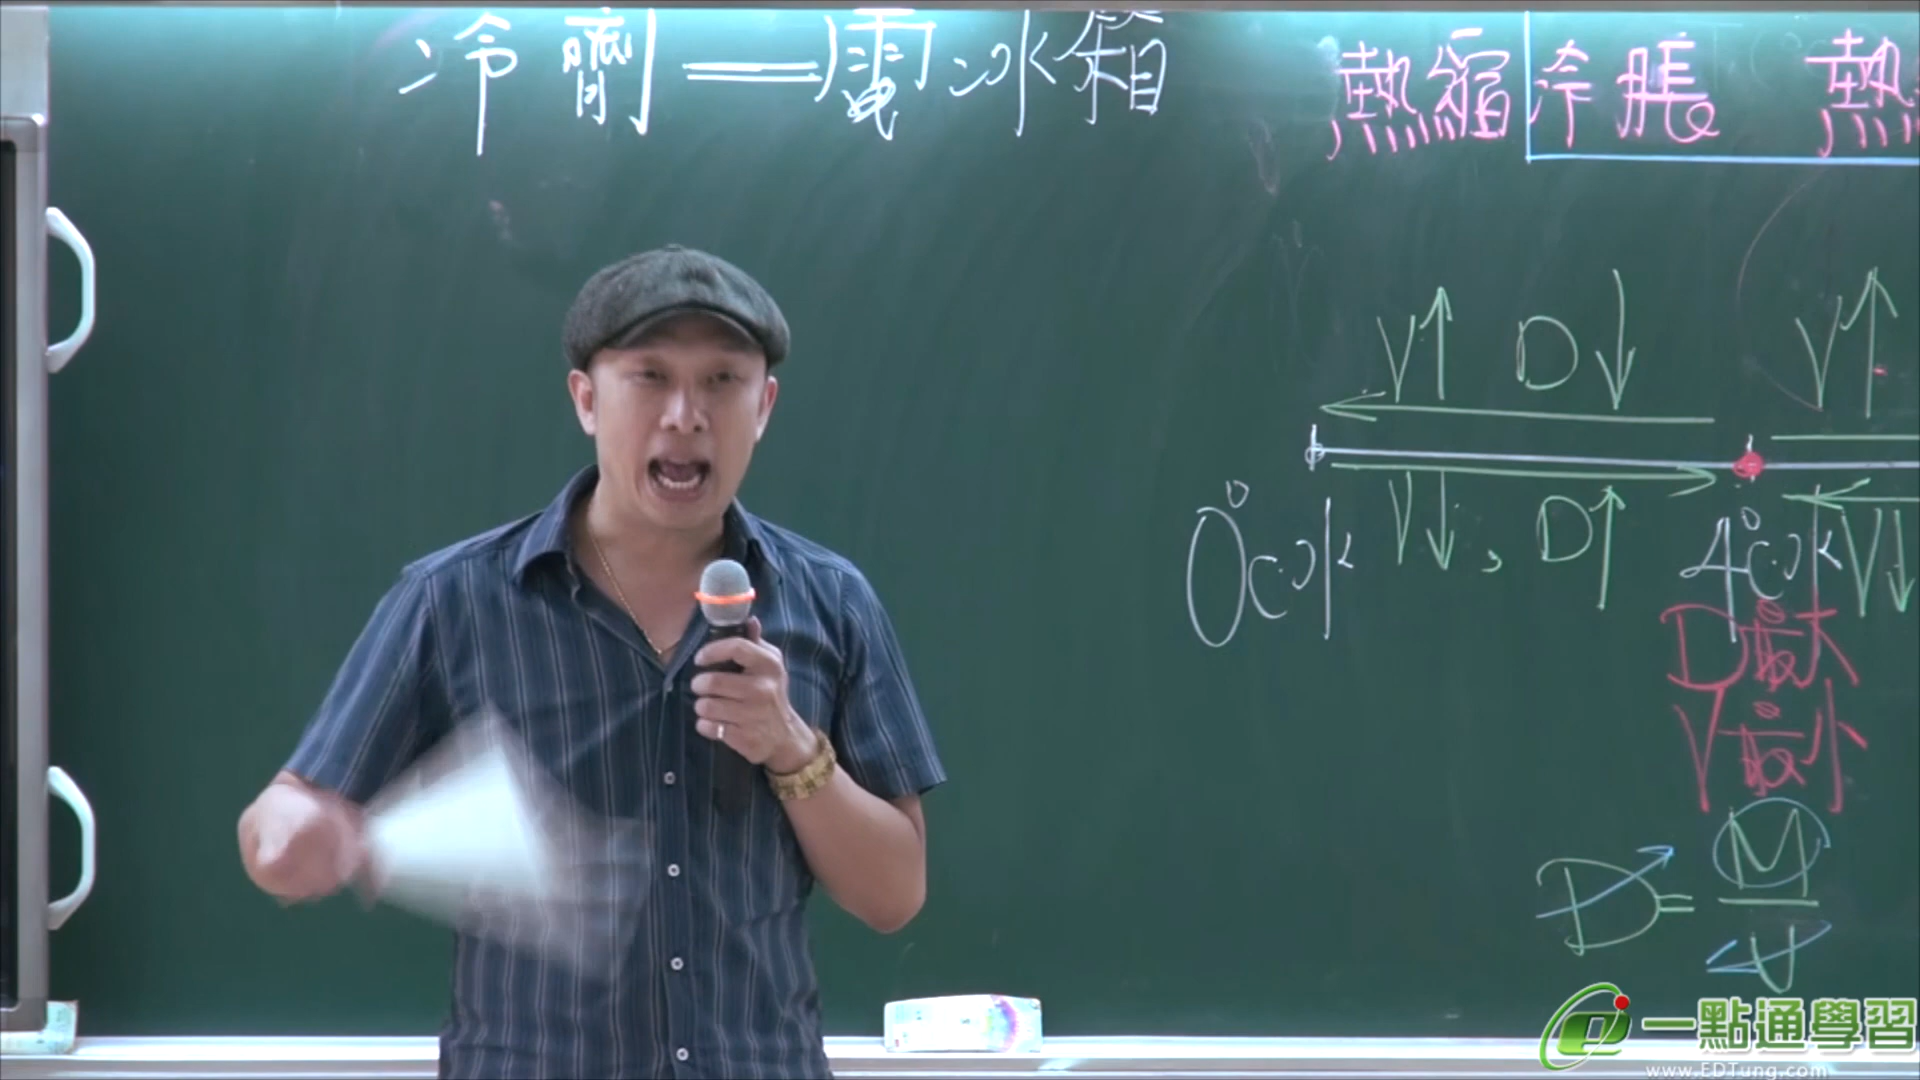 冷劑=電冰箱
熱縮冷脹 熱
V↑ D↓ V↑
0°C水 V↓, D↑ 4°C水 V↓
D最大
V最小
D=M/V
一點通學習
www.EDTung.com